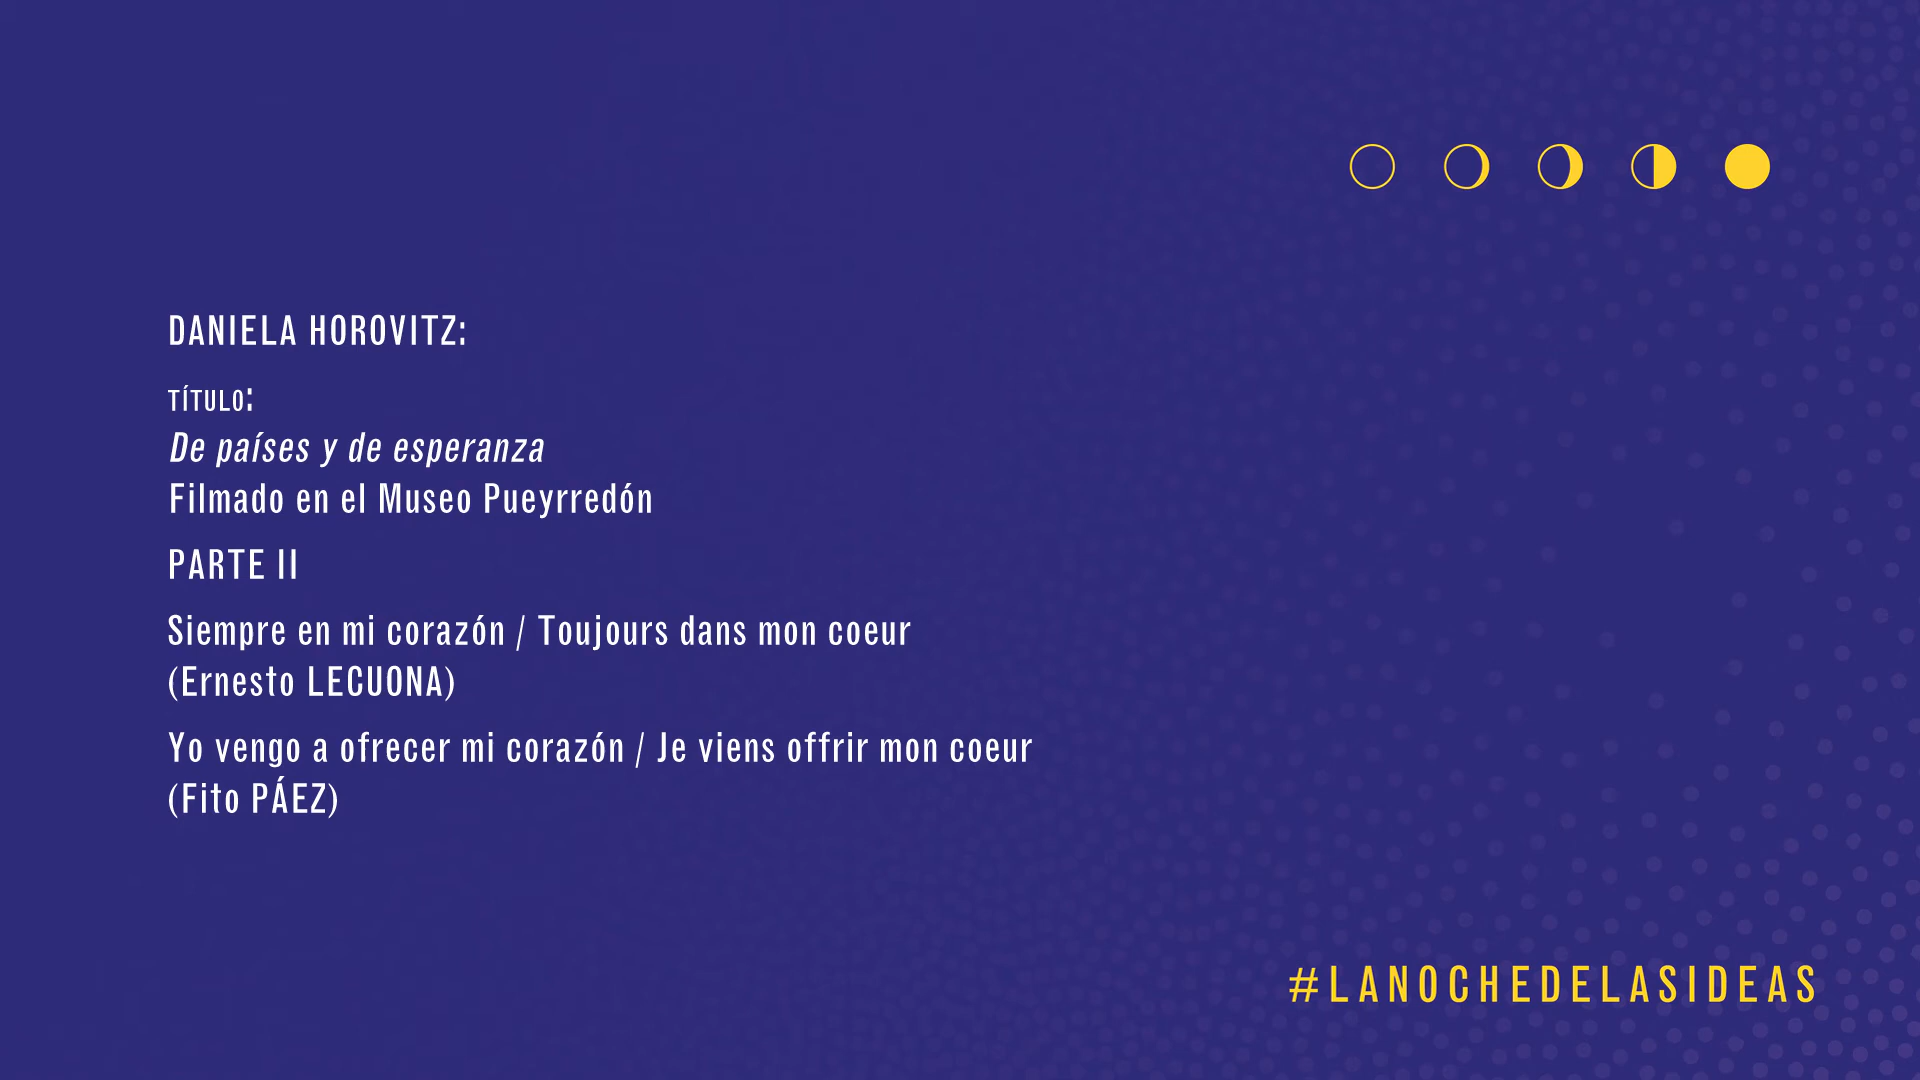 DANIELA HOROVITZ:
TÍTULO:
De países y de esperanza
Filmado en el Museo Pueyrredón
PARTE II
Siempre en mi corazón / Toujours dans mon coeur
(Ernesto LECUONA)
Yo vengo a ofrecer mi corazón / Je viens offrir mon coeur
(Fito PÁEZ)
#LANOCHEDELASIDEAS